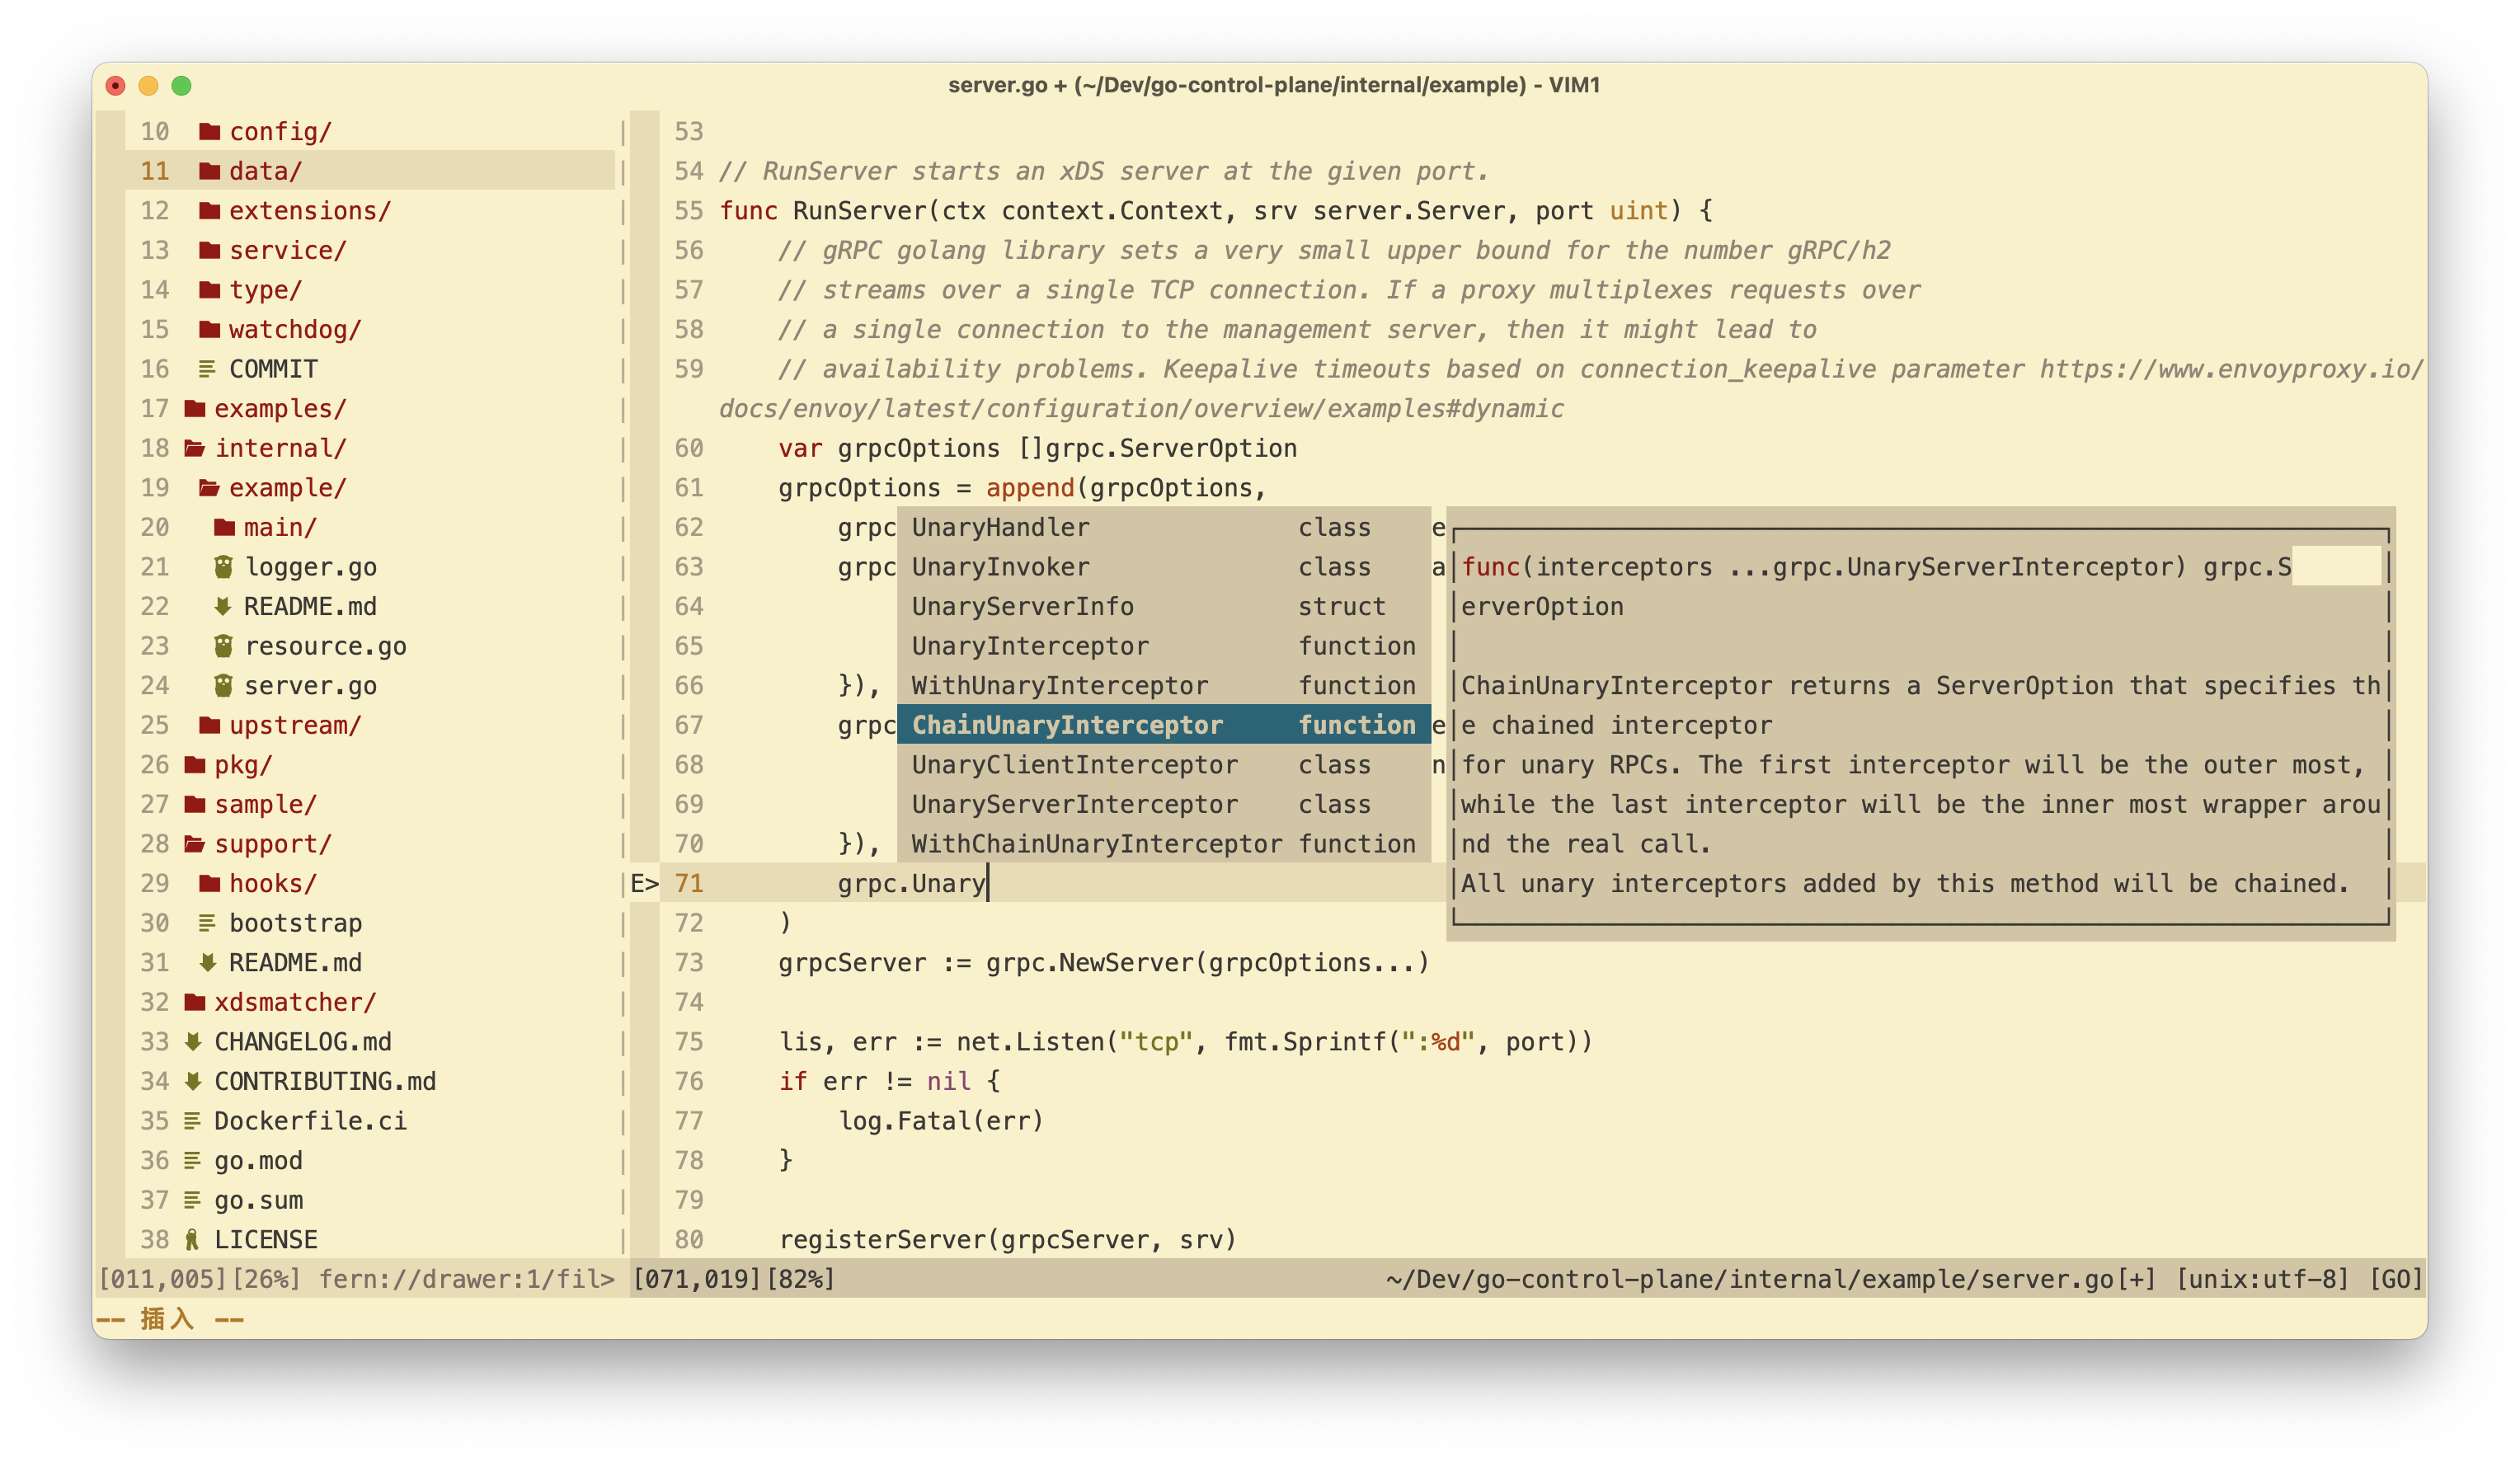 server.go + (~/Dev/go-control-plane/internal/example) - VIM1
10 config/
11 data/
12 extensions/
13 service/
14 type/
15 watchdog/
16 COMMIT
17 examples/
18 internal/
19 example/
20 main/
21 logger.go
22 README.md
23 resource.go
24 server.go
25 upstream/
26 pkg/
27 sample/
28 support/
29 hooks/
30 bootstrap
31 README.md
32 xdsmatcher/
33 CHANGELOG.md
34 CONTRIBUTING.md
35 Dockerfile.ci
36 go.mod
37 go.sum
38 LICENSE
[011,005][26%] fern://drawer:1/fil>
53
54 // RunServer starts an xDS server at the given port.
55 func RunServer(ctx context.Context, srv server.Server, port uint) {
56 // gRPC golang library sets a very small upper bound for the number gRPC/h2
57 // streams over a single TCP connection. If a proxy multiplexes requests over
58 // a single connection to the management server, then it might lead to
59 // availability problems. Keepalive timeouts based on connection_keepalive parameter https://www.envoyproxy.io/
docs/envoy/latest/configuration/overview/examples#dynamic
60 var grpcOptions []grpc.ServerOption
61 grpcOptions = append(grpcOptions,
62 grpc
63 grpc
64
65
66 }),
67 grpc
68
69
70 }),
E> 71 grpc.Unary
72 )
73 grpcServer := grpc.NewServer(grpcOptions...)
74
75 lis, err := net.Listen("tcp", fmt.Sprintf(":%d", port))
76 if err != nil {
77 log.Fatal(err)
78 }
79
80 registerServer(grpcServer, srv)
UnaryHandler class e
UnaryInvoker class a
UnaryServerInfo struct
UnaryInterceptor function
WithUnaryInterceptor function
ChainUnaryInterceptor function e
UnaryClientInterceptor class n
UnaryServerInterceptor class
WithChainUnaryInterceptor function
func(interceptors ...grpc.UnaryServerInterceptor) grpc.S
erverOption
ChainUnaryInterceptor returns a ServerOption that specifies th
e chained interceptor
for unary RPCs. The first interceptor will be the outer most,
while the last interceptor will be the inner most wrapper arou
nd the real call.
All unary interceptors added by this method will be chained.
[071,019][82%] ~/Dev/go-control-plane/internal/example/server.go[+] [unix:utf-8] [GO]
-- 插入 --